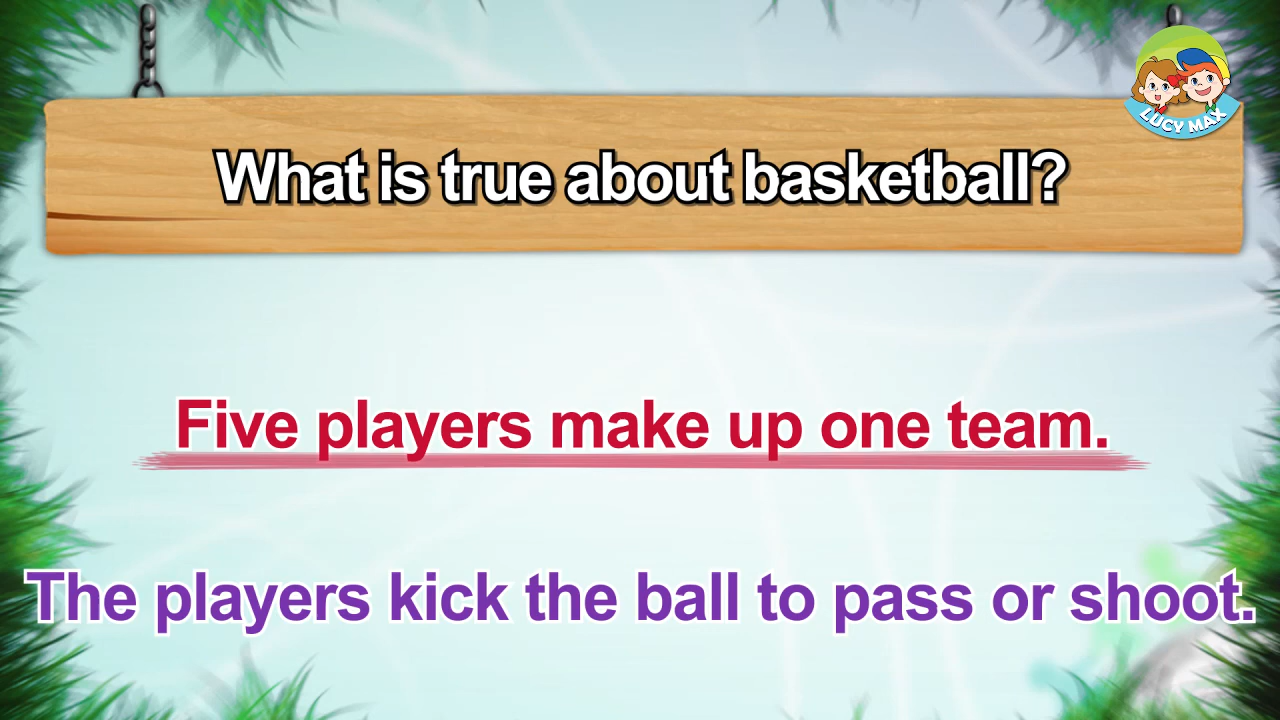 LUCY MAX
What is true about basketball?
Five players make up one team.
The players kick the ball to pass or shoot.